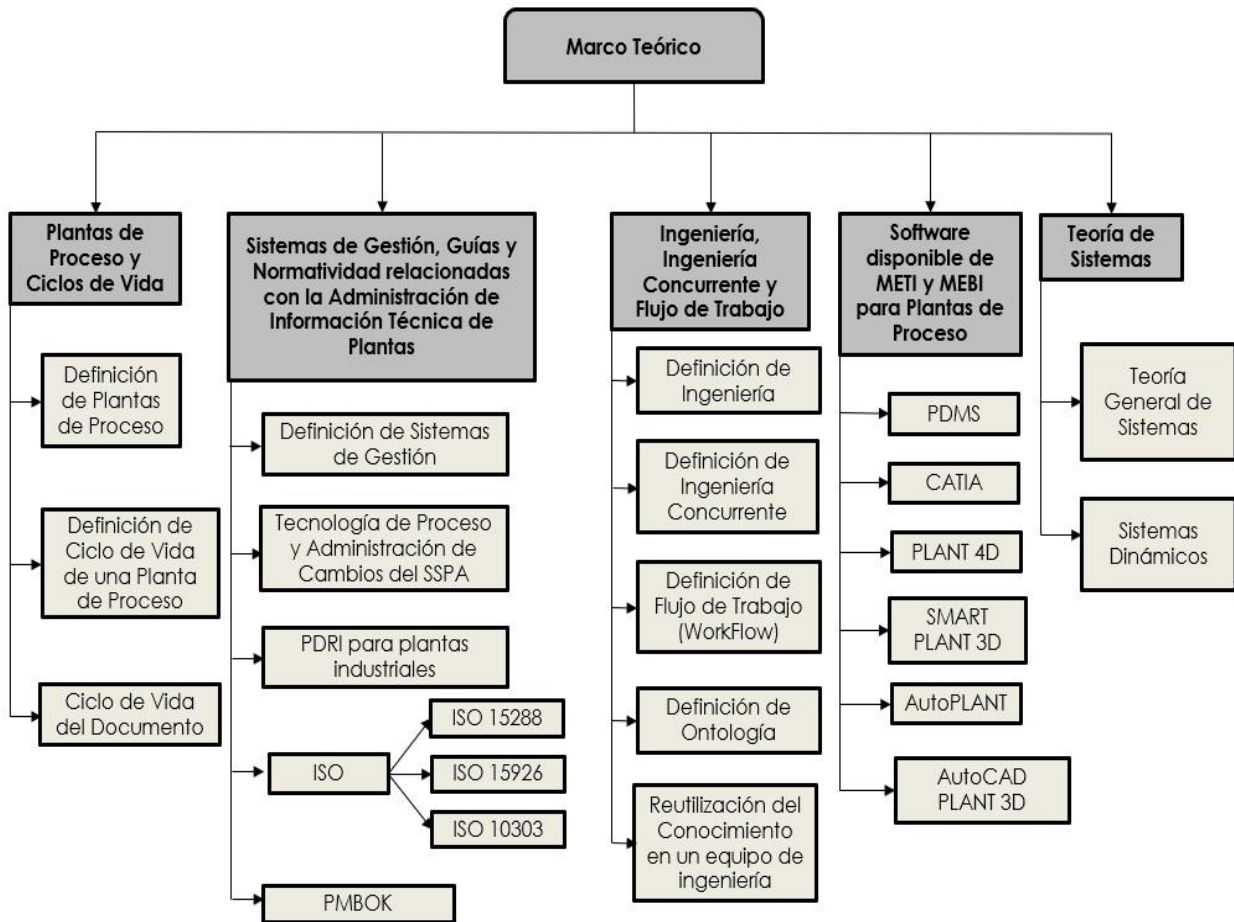 Marco Teórico
Plantas de
Proceso y
Ciclos de Vida
Definición
de Plantas
de Proceso
Definición de
Ciclo de Vida
de una Planta
de Proceso
Ciclo de Vida
del Documento
Sistemas de Gestión, Guías y
Normatividad relacionadas
con la Administración de
Información Técnica de
Plantas
Definición de Sistemas
de Gestión
Tecnología de Proceso
y Administración de
Cambios del SSPA
PDRI para plantas
industriales
ISO
ISO 15288
ISO 15926
ISO 10303
PMBOK
Ingeniería,
Ingeniería
Concurrente y
Flujo de Trabajo
Definición de
Ingeniería
Definición de
Ingeniería
Concurrente
Definición de
Flujo de Trabajo
(WorkFlow)
Definición de
Ontología
Reutilización del
Conocimiento
en un equipo de
ingeniería
Software
disponible de
METI y MEBI
para Plantas de
Proceso
PDMS
CATIA
PLANT 4D
SMART
PLANT 3D
AutoPLANT
AutoCAD
PLANT 3D
Teoría de
Sistemas
Teoría
General de
Sistemas
Sistemas
Dinámicos